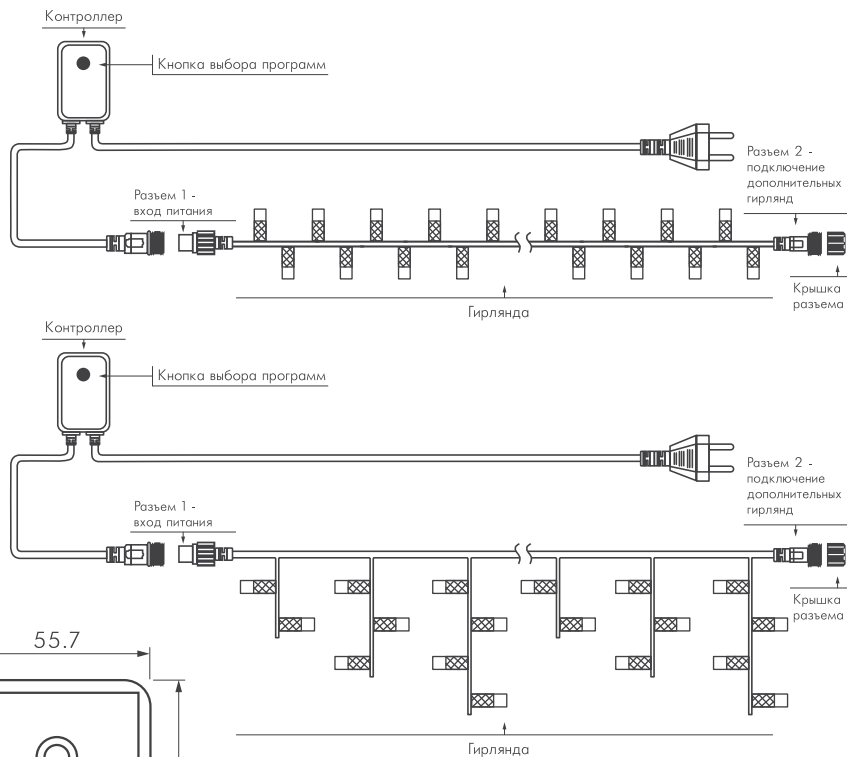 Контроллер
Кнопка выбора программ
Разъем 1 -
вход питания
Разъем 2 -
подключение
дополнительных
гирлянд
Крышка
разъема
Гирлянда
Контроллер
Кнопка выбора программ
Разъем 1 -
вход питания
Разъем 2 -
подключение
дополнительных
гирлянд
Крышка
разъема
55.7
Гирлянда